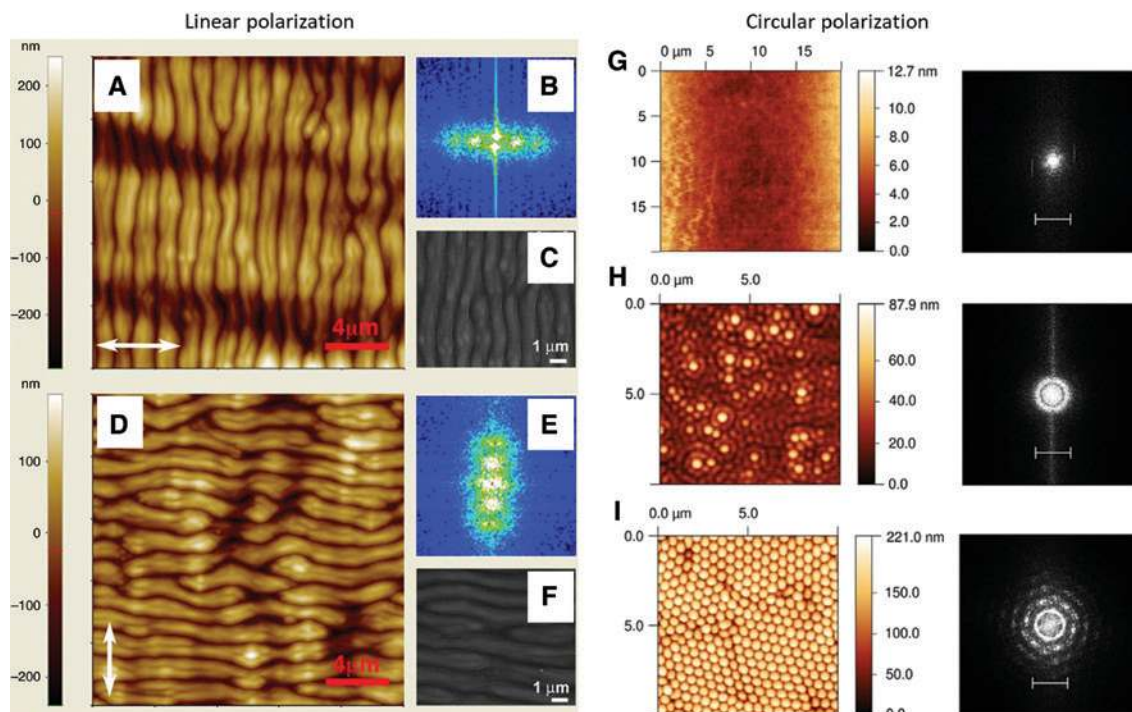 Linear polarization
Circular polarization
nm
A
200
100
0
−100
−200
4μm
B
C
1 μm
nm
D
100
0
−100
−200
4μm
E
F
1 μm
G
0 μm 5 10 15
0
5
10
15
12.7 nm
10.0
8.0
6.0
4.0
2.0
0.0
H
0.0 μm 5.0
0.0
5.0
87.9 nm
60.0
40.0
20.0
0.0
I
0.0 μm 5.0
0.0
5.0
221.0 nm
150.0
100.0
50.0
0.0